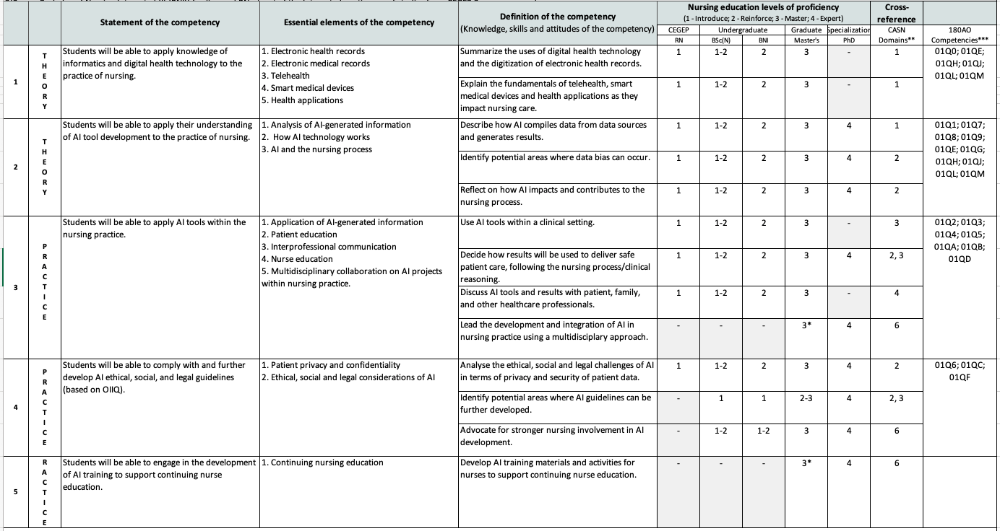 Statement of the competency
Essential elements of the competency
Definition of the competency
(Knowledge, skills and attitudes of the competency)
Nursing education levels of proficiency
(1 - Introduce; 2 - Reinforce; 3 - Master; 4 - Expert)
Cross-
reference
CEGEP
Undergraduate
Graduate
Specialization
CASN
Domains**
180AO
Competencies***
RN
BSc(N)
BNI
Master's
PhD
1
THEORY
Students will be able to apply knowledge of
informatics and digital health technology to the
practice of nursing.
1. Electronic health records
2. Electronic medical records
3. Telehealth
4. Smart medical devices
5. Health applications
Summarize the uses of digital health technology
and the digitization of electronic health records.
1 1-2 2 3 - 1
Explain the fundamentals of telehealth, smart
medical devices and health applications as they
impact nursing care.
1 1-2 2 3 - 1
01Q0; 01QE;
01QH; 01QJ;
01QL; 01QM
2
THEORY
Students will be able to apply their understanding
of AI tool development to the practice of nursing.
1. Analysis of AI-generated information
2. How AI technology works
3. AI and the nursing process
Describe how AI compiles data from data sources
and generates results.
1 1-2 2 3 4 1
Identify potential areas where data bias can occur.
1 1-2 2 3 4 2
Reflect on how AI impacts and contributes to the
nursing process.
1 1-2 2 3 4 2
01Q1; 01Q7;
01Q8; 01Q9;
01QE; 01QG;
01QH; 01QJ;
01QL; 01QM
3
PRACTICE
Students will be able to apply AI tools within the
nursing practice.
1. Application of AI-generated information
2. Patient education
3. Interprofessional communication
4. Nurse education
5. Multidisciplinary collaboration on AI projects
within nursing practice.
Use AI tools within a clinical setting.
1 1-2 2 3 - 3
Decide how results will be used to deliver safe
patient care, following the nursing process/clinical
reasoning.
1 1-2 2 3 4 2, 3
Discuss AI tools and results with patient, family,
and other healthcare professionals.
1 1-2 2 3 - 4
Lead the development and integration of AI in
nursing practice using a multidisciplary approach.
- - - 3* 4 6
01Q2; 01Q3;
01Q4; 01Q5;
01QA; 01QB;
01QD
4
PRACTICE
Students will be able to comply with and further
develop AI ethical, social, and legal guidelines
(based on OIIQ).
1. Patient privacy and confidentiality
2. Ethical, social and legal considerations of AI
Analyse the ethical, social and legal challenges of AI
in terms of privacy and security of patient data.
1 1-2 2 3 4 2
Identify potential areas where AI guidelines can be
further developed.
- 1 1 2-3 4 2, 3
Advocate for stronger nursing involvement in AI
development.
- 1-2 1-2 3 4 6
01Q6; 01QC;
01QF
5
RACTICE
Students will be able to engage in the development
of AI training to support continuing nurse
education.
1. Continuing nursing education
Develop AI training materials and activities for
nurses to support continuing nurse education.
- - - 3* 4 6